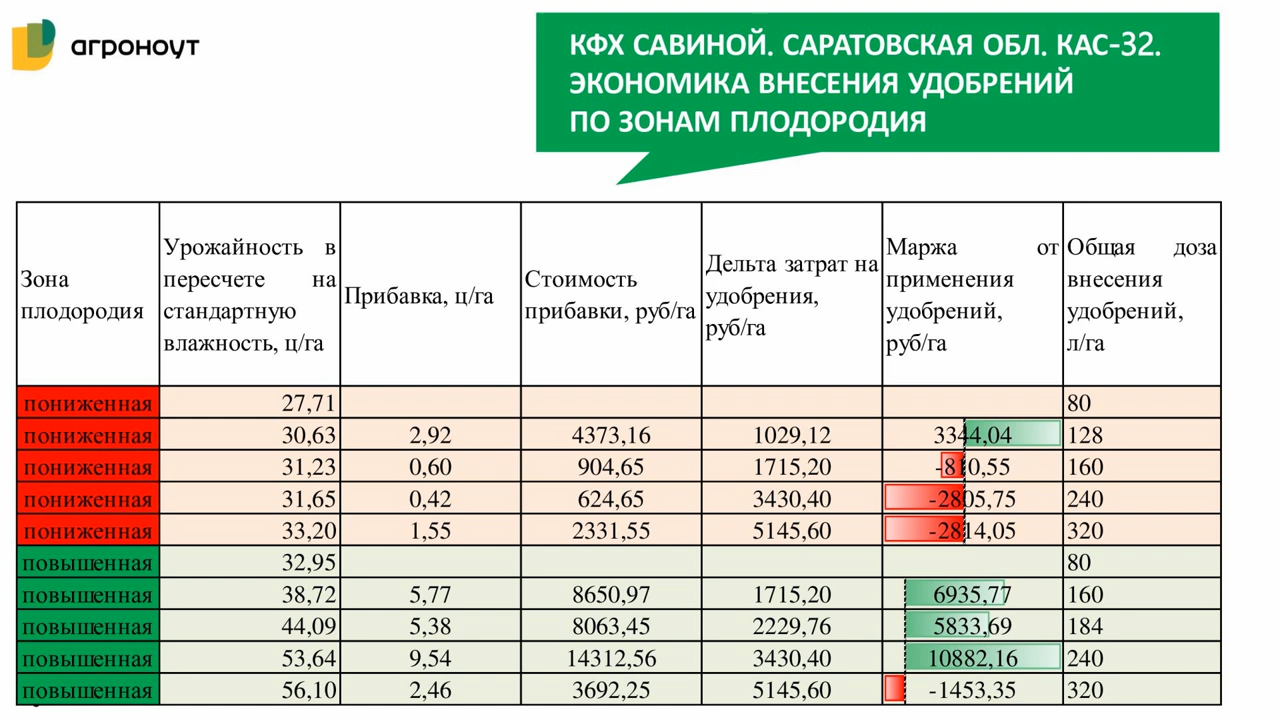 агроноут
КФХ САВИНОЙ. САРАТОВСКАЯ ОБЛ. КАС-32.
ЭКОНОМИКА ВНЕСЕНИЯ УДОБРЕНИЙ
ПО ЗОНАМ ПЛОДОРОДИЯ
Зона
плодородия
Урожайность в
пересчете на
стандартную
влажность, ц/га
Прибавка, ц/га
Стоимость
прибавки, руб/га
Дельта затрат на
удобрения,
руб/га
Маржа от
применения
удобрений,
руб/га
Общая доза
внесения
удобрений,
л/га
пониженная 27,71 80
пониженная 30,63 2,92 4373,16 1029,12 3344,04 128
пониженная 31,23 0,60 904,65 1715,20 -810,55 160
пониженная 31,65 0,42 624,65 3430,40 -2805,75 240
пониженная 33,20 1,55 2331,55 5145,60 -2814,05 320
повышенная 32,95 80
повышенная 38,72 5,77 8650,97 1715,20 6935,77 160
повышенная 44,09 5,38 8063,45 2229,76 5833,69 184
повышенная 53,64 9,54 14312,56 3430,40 10882,16 240
повышенная 56,10 2,46 3692,25 5145,60 -1453,35 320